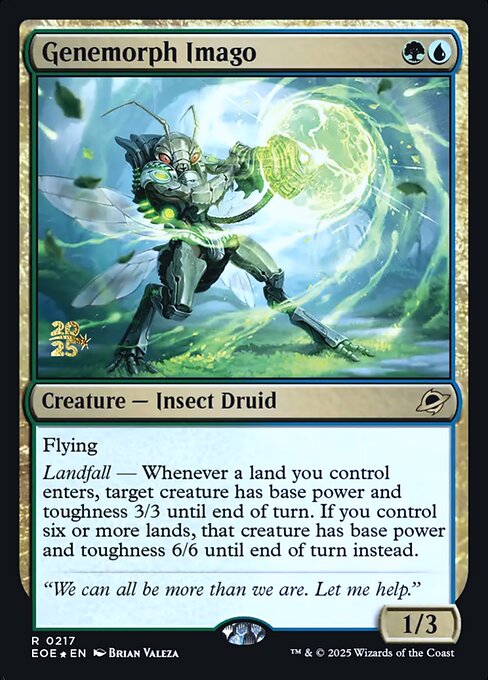 Genemorph Imago
20
25
Creature — Insect Druid
Flying
Landfall — Whenever a land you control
enters, target creature has base power and
toughness 3/3 until end of turn. If you control
six or more lands, that creature has base power
and toughness 6/6 until end of turn instead.
“We can all be more than we are. Let me help.”
1/3
R 0217
EOE ★ EN Brian Valeza
™ & © 2025 Wizards of the Coast